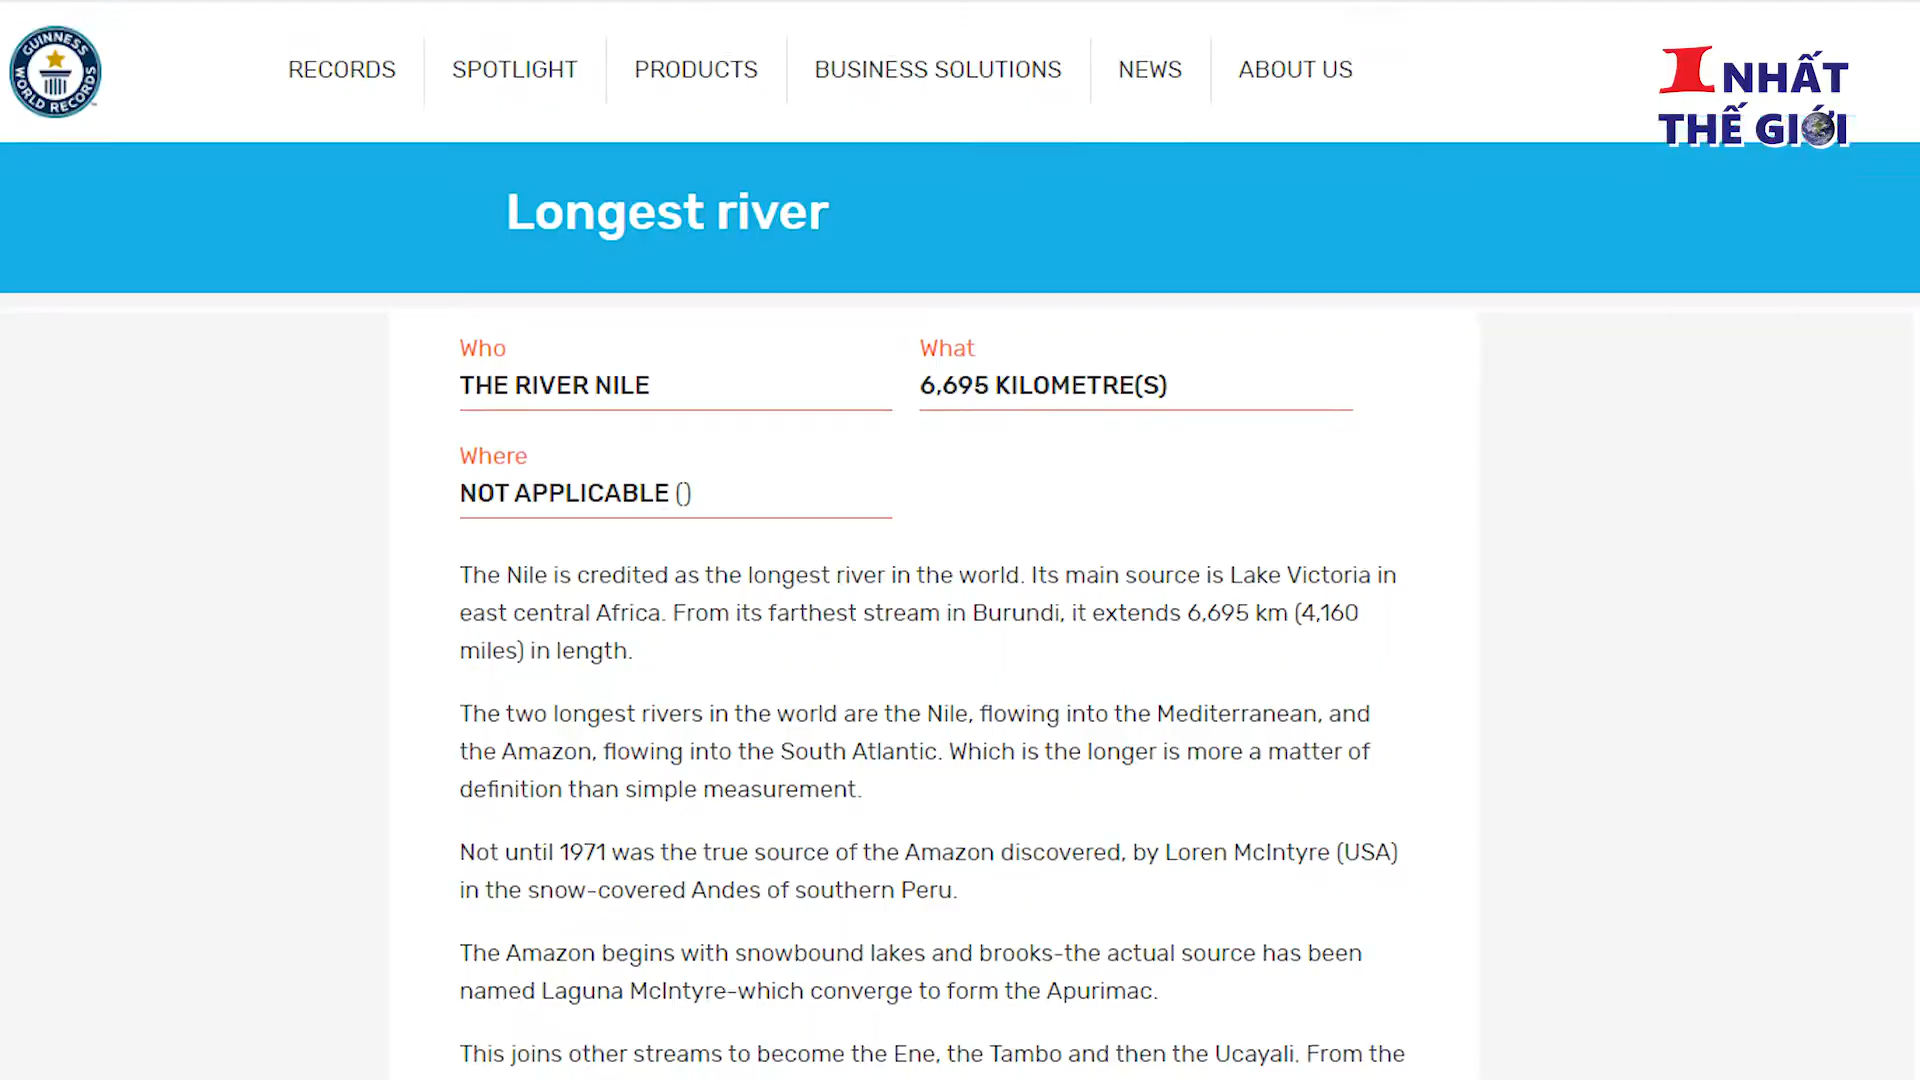 GUINNESS
WORLD RECORDS
RECORDS
SPOTLIGHT
PRODUCTS
BUSINESS SOLUTIONS
NEWS
ABOUT US
1 NHẤT
THẾ GIỚI
Longest river
Who
THE RIVER NILE
What
6,695 KILOMETRE(S)
Where
NOT APPLICABLE ()
The Nile is credited as the longest river in the world. Its main source is Lake Victoria in
east central Africa. From its farthest stream in Burundi, it extends 6,695 km (4,160
miles) in length.
The two longest rivers in the world are the Nile, flowing into the Mediterranean, and
the Amazon, flowing into the South Atlantic. Which is the longer is more a matter of
definition than simple measurement.
Not until 1971 was the true source of the Amazon discovered, by Loren McIntyre (USA)
in the snow-covered Andes of southern Peru.
The Amazon begins with snowbound lakes and brooks-the actual source has been
named Laguna McIntyre-which converge to form the Apurimac.
This joins other streams to become the Ene, the Tambo and then the Ucayali. From the